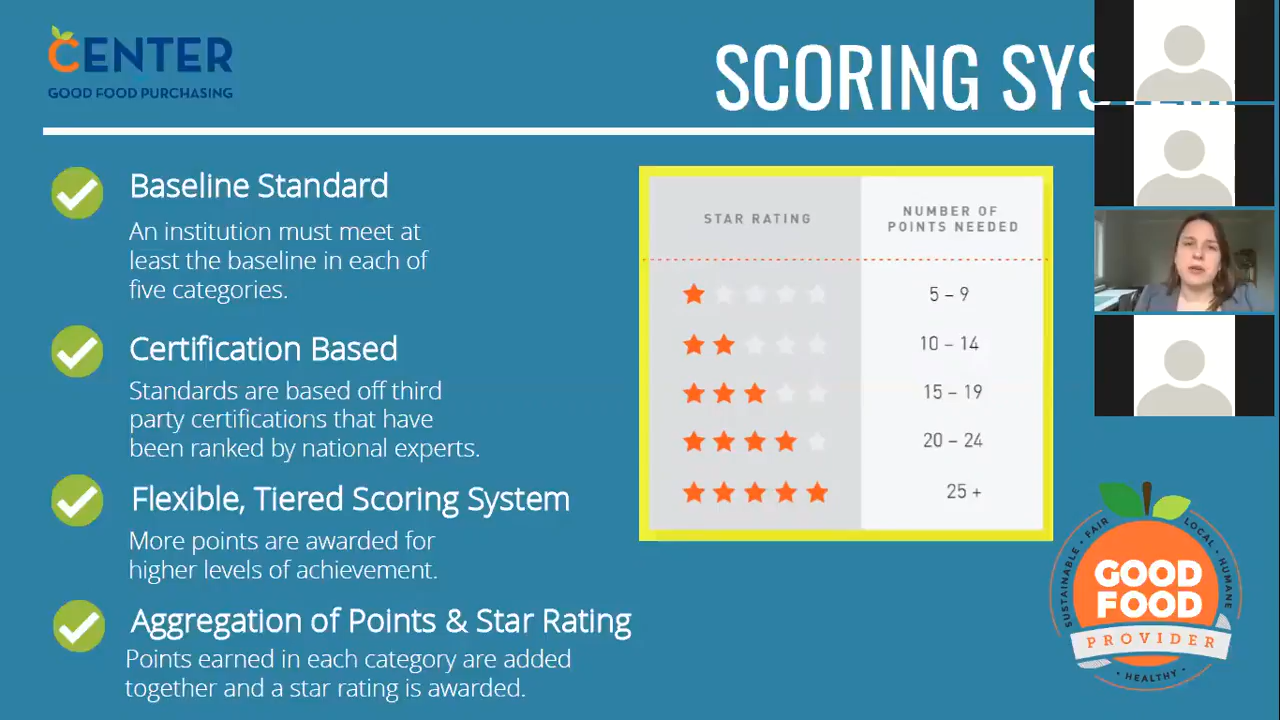 CENTER
GOOD FOOD PURCHASING
SCORING SYSTEM
Baseline Standard
An institution must meet at
least the baseline in each of
five categories.
Certification Based
Standards are based off third
party certifications that have
been ranked by national experts.
Flexible, Tiered Scoring System
More points are awarded for
higher levels of achievement.
Aggregation of Points & Star Rating
Points earned in each category are added
together and a star rating is awarded.
STAR RATING
NUMBER OF
POINTS NEEDED
5 – 9
10 – 14
15 – 19
20 – 24
25 +
SUSTAINABLE • FAIR
LOCAL • HUMANE
GOOD
FOOD
PROVIDER
• HEALTHY •